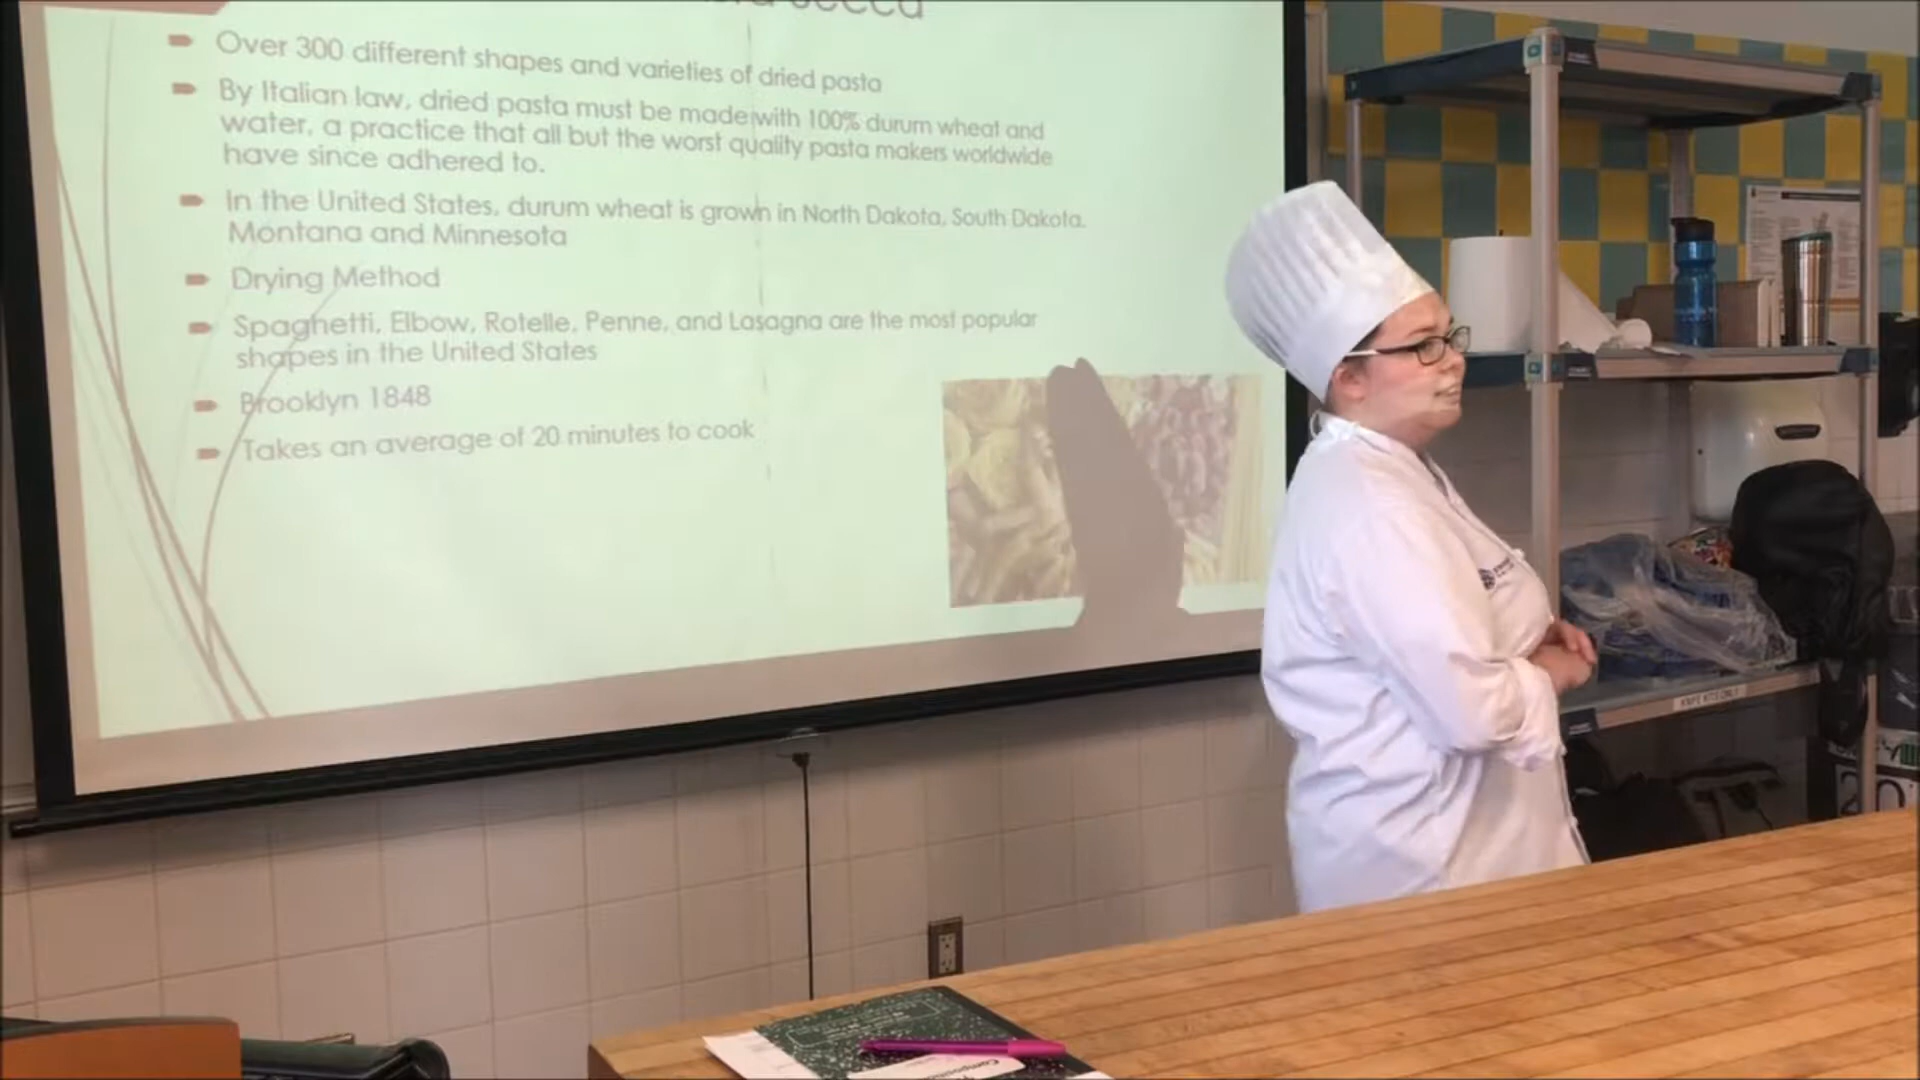 Over 300 different shapes and varieties of dried pasta
By Italian law, dried pasta must be made with 100% durum wheat and
water, a practice that all but the worst quality pasta makers worldwide
have since adhered to.
In the United States, durum wheat is grown in North Dakota, South Dakota,
Montana and Minnesota
Drying Method
Spaghetti, Elbow, Rotelle, Penne, and Lasagna are the most popular
shapes in the United States
Brooklyn 1848
Takes an average of 20 minutes to cook
KNIFE KITS ONLY
20